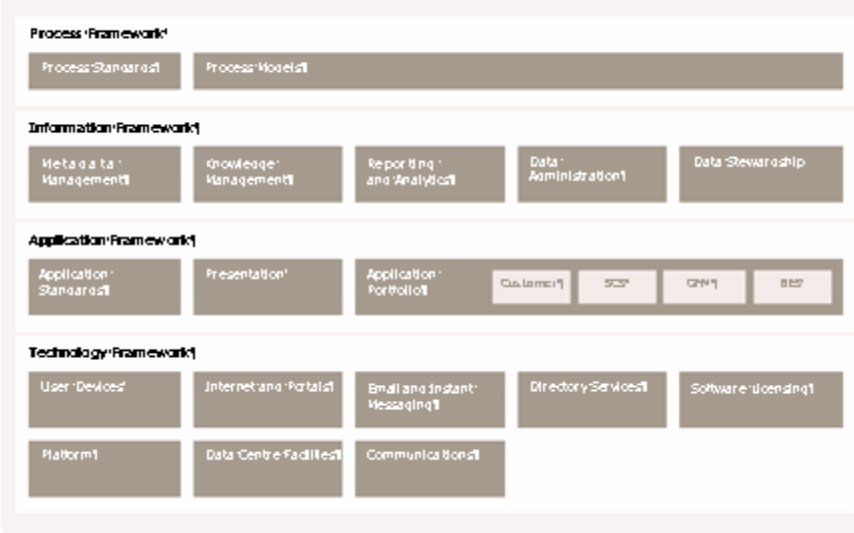 Process Framework
Process Standards
Process Models
Information Framework
Metadata
Management
Knowledge
Management
Reporting
and Analytics
Data
Administration
Data Stewardship
Application Framework
Application
Standards
Presentation
Application
Portfolio
Customer
Technology Framework
User Devices
Internet and Portals
Email and Instant
Messaging
Directory Services
Software Licensing
Platform
Data Centre Facilities
Communications